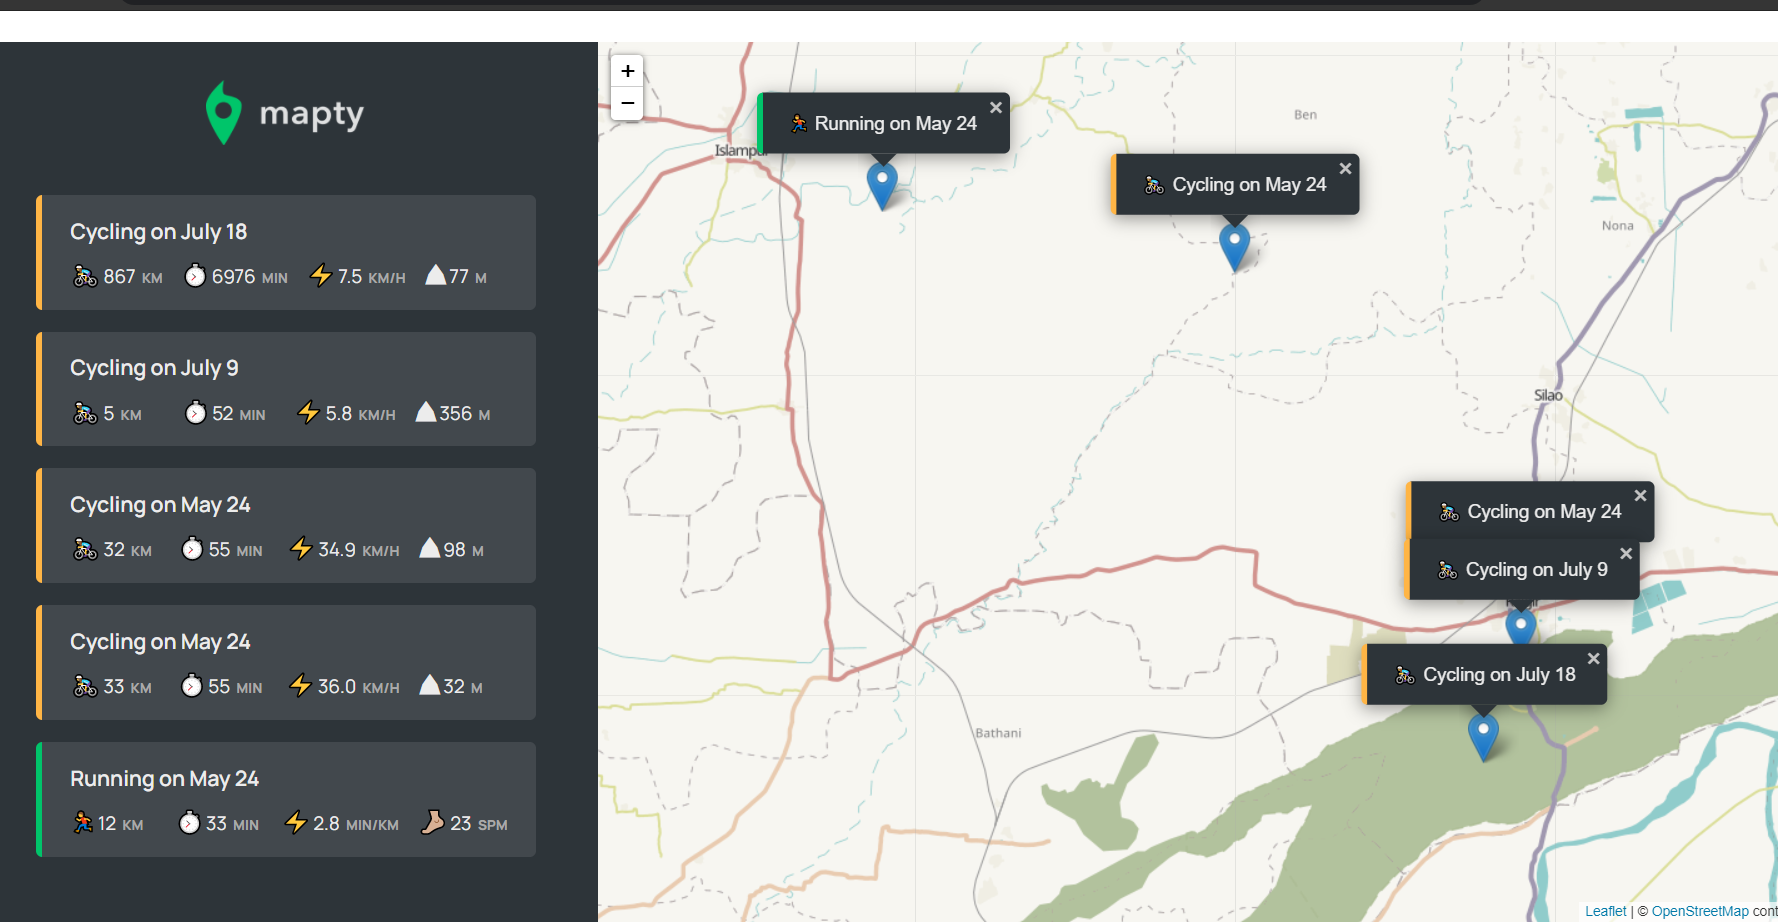 mapty
Cycling on July 18
867 KM 6976 MIN 7.5 KM/H 77 M
Cycling on July 9
5 KM 52 MIN 5.8 KM/H 356 M
Cycling on May 24
32 KM 55 MIN 34.9 KM/H 98 M
Cycling on May 24
33 KM 55 MIN 36.0 KM/H 32 M
Running on May 24
12 KM 33 MIN 2.8 MIN/KM 23 SPM
+
−
Running on May 24 ×
Ben
Cycling on May 24 ×
Nona
Silao
Cycling on May 24 ×
Cycling on July 9 ×
Cycling on July 18 ×
Bathani
Leaflet | © OpenStreetMap